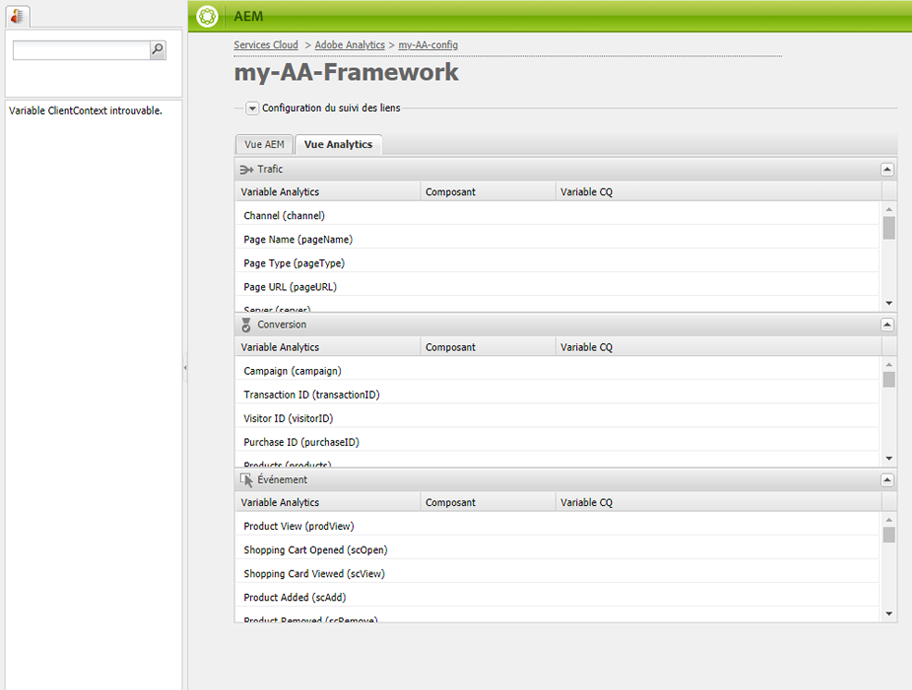 AEM
Services Cloud > Adobe Analytics > my-AA-config
my-AA-Framework
Variable ClientContext introuvable.
Configuration du suivi des liens
Vue AEM Vue Analytics
Trafic
Variable Analytics Composant Variable CQ
Channel (channel)
Page Name (pageName)
Page Type (pageType)
Page URL (pageURL)
Server (server)
Conversion
Variable Analytics Composant Variable CQ
Campaign (campaign)
Transaction ID (transactionID)
Visitor ID (visitorID)
Purchase ID (purchaseID)
Products (products)
Événement
Variable Analytics Composant Variable CQ
Product View (prodView)
Shopping Cart Opened (scOpen)
Shopping Card Viewed (scView)
Product Added (scAdd)
Product Removed (scRemove)